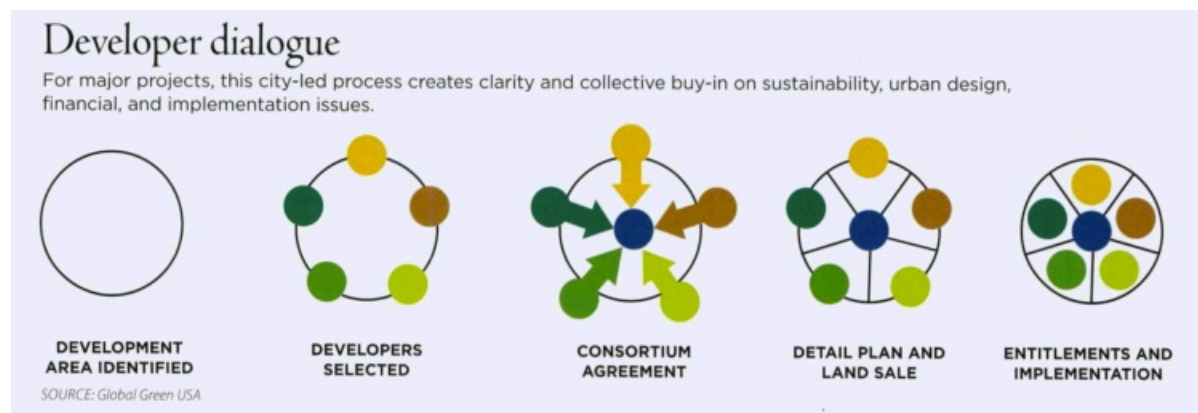 Developer dialogue
For major projects, this city-led process creates clarity and collective buy-in on sustainability, urban design,
financial, and implementation issues.
DEVELOPMENT
AREA IDENTIFIED
DEVELOPERS
SELECTED
CONSORTIUM
AGREEMENT
DETAIL PLAN AND
LAND SALE
ENTITLEMENTS AND
IMPLEMENTATION
SOURCE: Global Green USA